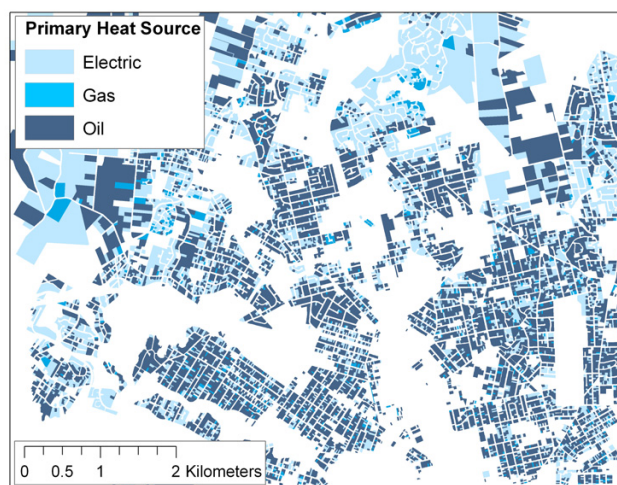 Primary Heat Source
Electric
Gas
Oil
0 0.5 1 2 Kilometers